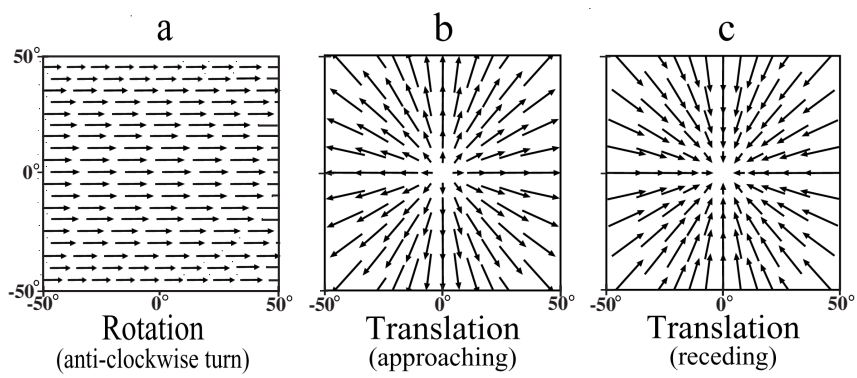 a b c
50°
0°
-50°
-50° 0° 50° -50° 0° 50° -50° 0° 50°
Rotation Translation Translation
(anti-clockwise turn) (approaching) (receding)